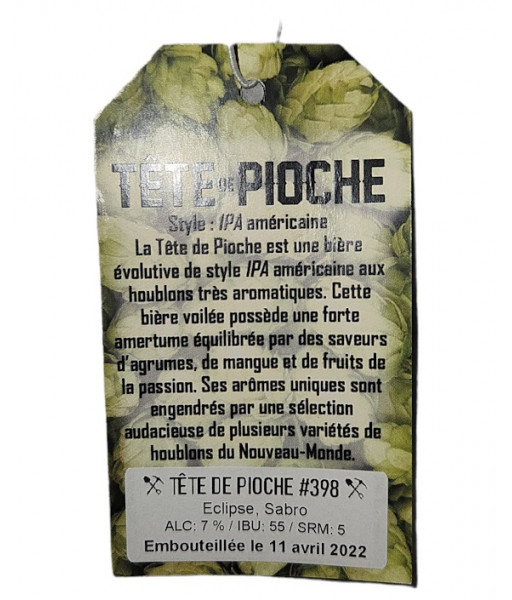 TÊTE DE PIOCHE
Style : IPA américaine
La Tête de Pioche est une bière
évolutive de style IPA américaine aux
houblons très aromatiques. Cette
bière voilée possède une forte
amertume équilibrée par des saveurs
d'agrumes, de mangue et de fruits de
la passion. Ses arômes uniques sont
engendrés par une sélection
audacieuse de plusieurs variétés de
houblons du Nouveau-Monde.
TÊTE DE PIOCHE #398
Eclipse, Sabro
ALC: 7 % / IBU: 55 / SRM: 5
Embouteillée le 11 avril 2022